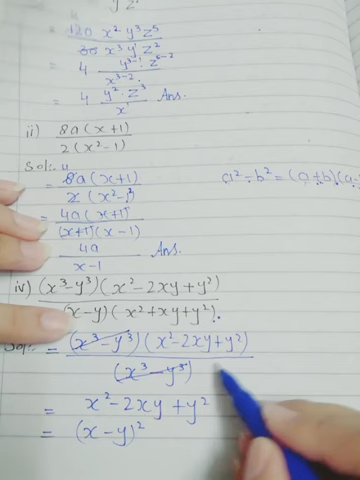 y z
120 x² y³ z⁵
30 x³ y¹ z²
= 4 y³⁻¹ z⁵⁻²
x³⁻²
= 4 y² . z³ Ans.
x¹
ii) 8a(x+1)
2(x²-1)
Sol:-
= 8a(x+1) a²-b²=(a+b)(a-
2(x²-1²)
= 4a(x+1)
(x+1)(x-1)
4a Ans.
x-1
iv) (x³-y³)(x²-2xy+y²)
(x-y)(x²+xy+y²)
Sol:- = (x³-y³)(x²-2xy+y²)
(x³-y³)
= x²-2xy+y²
= (x-y)²